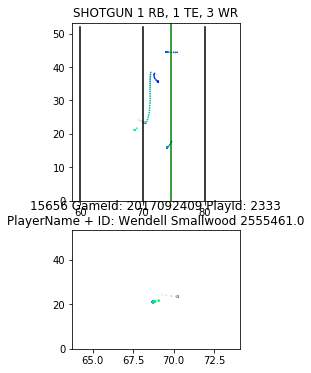 SHOTGUN 1 RB, 1 TE, 3 WR
50
40
30
20
10
0
60 70 80
15656 GameId: 2017092409 PlayId: 2333
PlayerName + ID: Wendell Smallwood 2555461.0
40
20
0
65.0 67.5 70.0 72.5